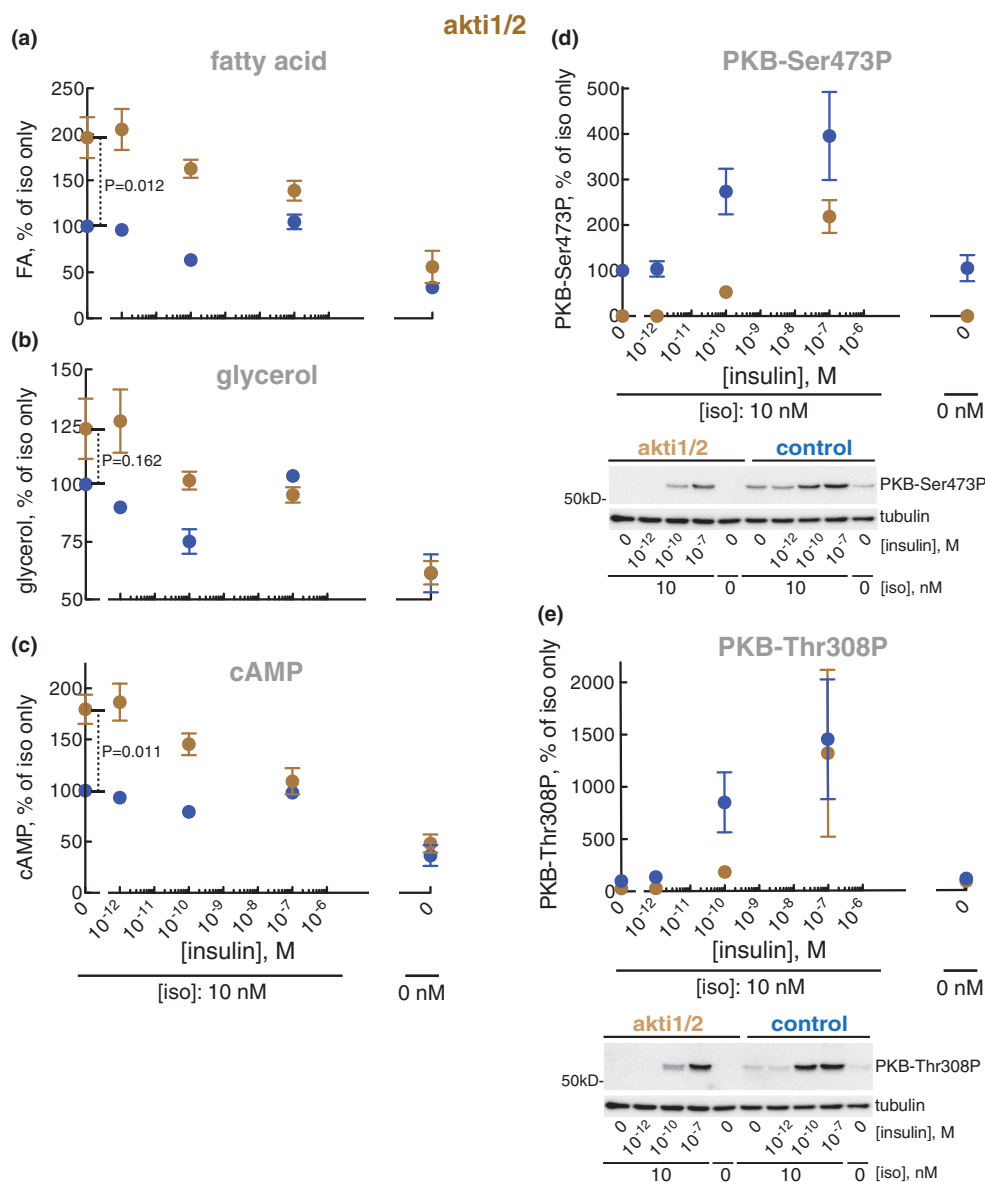 akti1/2
(a)
fatty acid
FA, % of iso only
250
200
150
100
50
0
P=0.012
(b)
glycerol
glycerol, % of iso only
150
125
100
75
50
P=0.162
(c)
cAMP
cAMP, % of iso only
200
150
100
50
0
P=0.011
0 10⁻¹² 10⁻¹¹ 10⁻¹⁰ 10⁻⁹ 10⁻⁸ 10⁻⁷ 10⁻⁶ 0
[insulin], M
[iso]: 10 nM 0 nM
(d)
PKB-Ser473P
PKB-Ser473P, % of iso only
500
400
300
200
100
0
0 10⁻¹² 10⁻¹¹ 10⁻¹⁰ 10⁻⁹ 10⁻⁸ 10⁻⁷ 10⁻⁶ 0
[insulin], M
[iso]: 10 nM 0 nM
akti1/2 control
50kD- PKB-Ser473P
tubulin
0 10⁻¹² 10⁻¹⁰ 10⁻⁷ 0 0 10⁻¹² 10⁻¹⁰ 10⁻⁷ 0 [insulin], M
10 0 10 0 [iso], nM
(e)
PKB-Thr308P
PKB-Thr308P, % of iso only
2000
1500
1000
500
0
0 10⁻¹² 10⁻¹¹ 10⁻¹⁰ 10⁻⁹ 10⁻⁸ 10⁻⁷ 10⁻⁶ 0
[insulin], M
[iso]: 10 nM 0 nM
akti1/2 control
50kD- PKB-Thr308P
tubulin
0 10⁻¹² 10⁻¹⁰ 10⁻⁷ 0 0 10⁻¹² 10⁻¹⁰ 10⁻⁷ 0 [insulin], M
10 0 10 0 [iso], nM